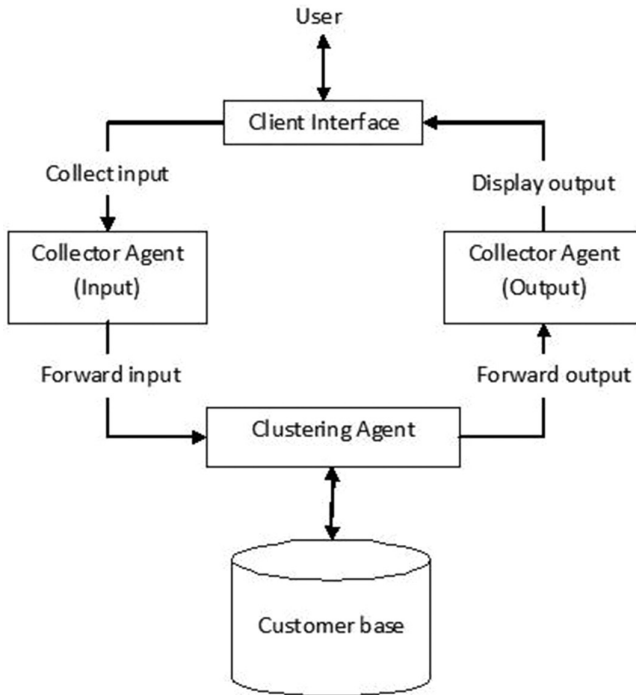 User
Client Interface
Collect input
Display output
Collector Agent
(Input)
Collector Agent
(Output)
Forward input
Forward output
Clustering Agent
Customer base